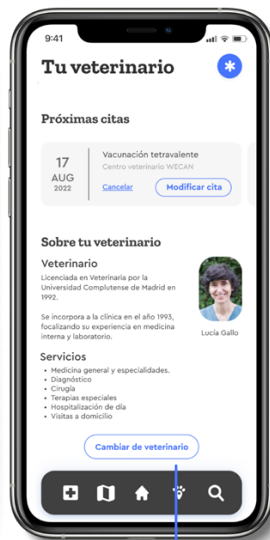 9:41
Tu veterinario
Próximas citas
17
AUG
2022
Vacunación tetravalente
Centro veterinario WECAN
Cancelar
Modificar cita
Sobre tu veterinario
Veterinario
Licenciada en Veterinaria por la
Universidad Complutense de Madrid en
1992.
Se incorpora a la clínica en el año 1993,
focalizando su experiencia en medicina
interna y laboratorio.
Lucía Gallo
Servicios
• Medicina general y especialidades.
• Diagnóstico
• Cirugía
• Terapias especiales
• Hospitalización de día
• Visitas a domicilio
Cambiar de veterinario